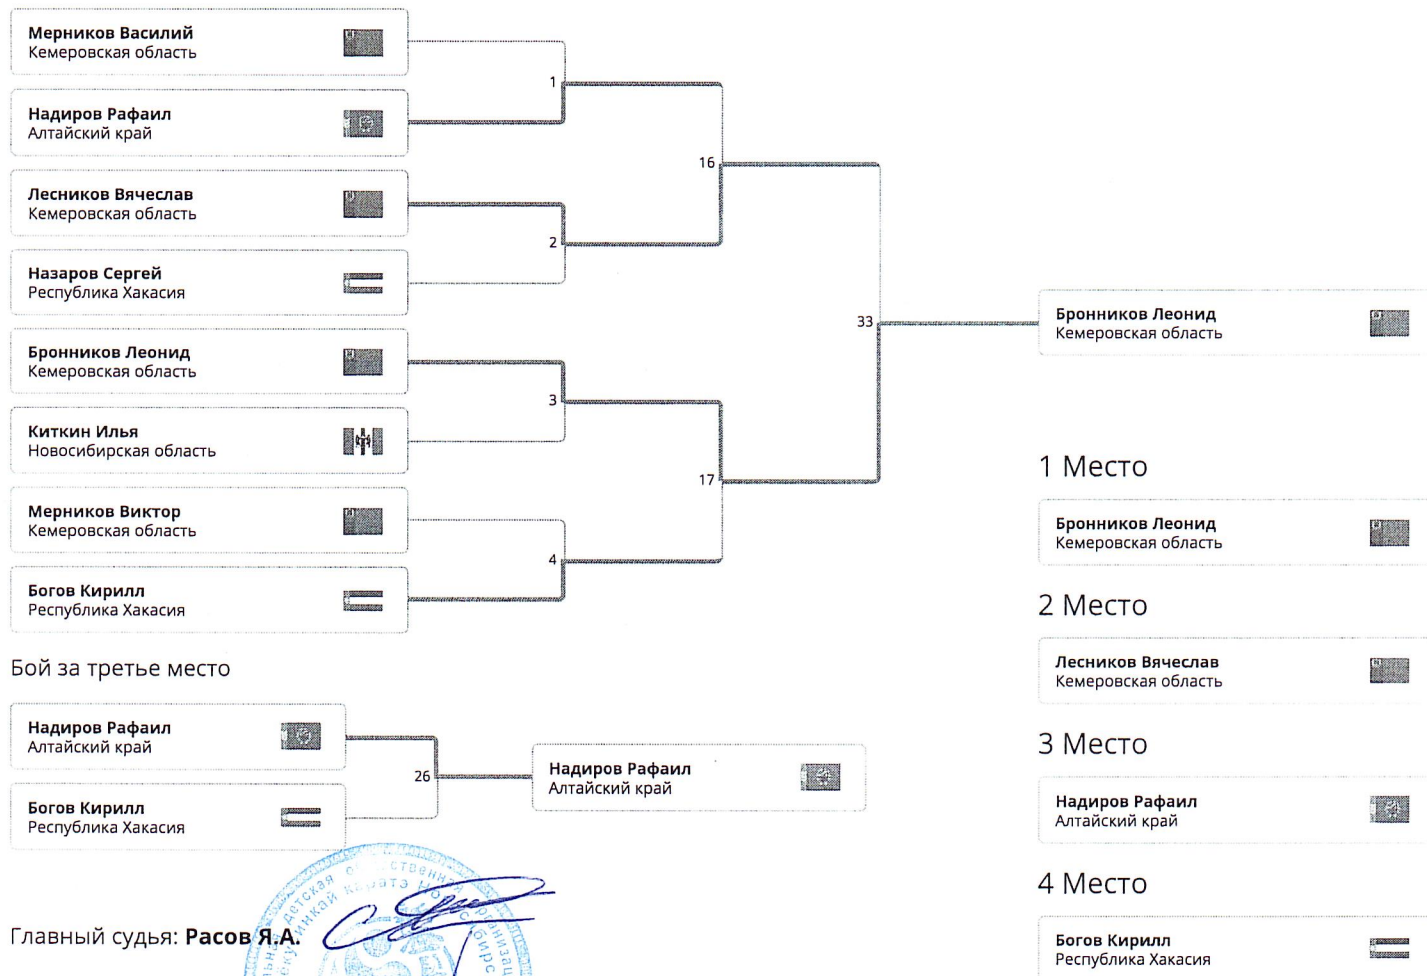 Мерников Василий
Кемеровская область
Надиров Рафаил
Алтайский край
Лесников Вячеслав
Кемеровская область
Назаров Сергей
Республика Хакасия
Бронников Леонид
Кемеровская область
Киткин Илья
Новосибирская область
Мерников Виктор
Кемеровская область
Богов Кирилл
Республика Хакасия
1
2
3
4
16
17
33
Бронников Леонид
Кемеровская область
Бой за третье место
Надиров Рафаил
Алтайский край
Богов Кирилл
Республика Хакасия
26
Надиров Рафаил
Алтайский край
1 Место
Бронников Леонид
Кемеровская область
2 Место
Лесников Вячеслав
Кемеровская область
3 Место
Надиров Рафаил
Алтайский край
4 Место
Богов Кирилл
Республика Хакасия
Главный судья: Расов Я.А.